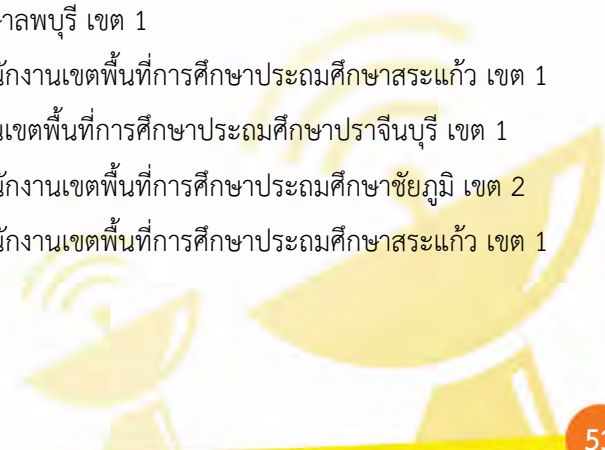 าลพบุรี เขต 1
นักงานเขตพื้นที่การศึกษาประถมศึกษาสระแก้ว เขต 1
นเขตพื้นที่การศึกษาประถมศึกษาปราจีนบุรี เขต 1
นักงานเขตพื้นที่การศึกษาประถมศึกษาชัยภูมิ เขต 2
นักงานเขตพื้นที่การศึกษาประถมศึกษาสระแก้ว เขต 1